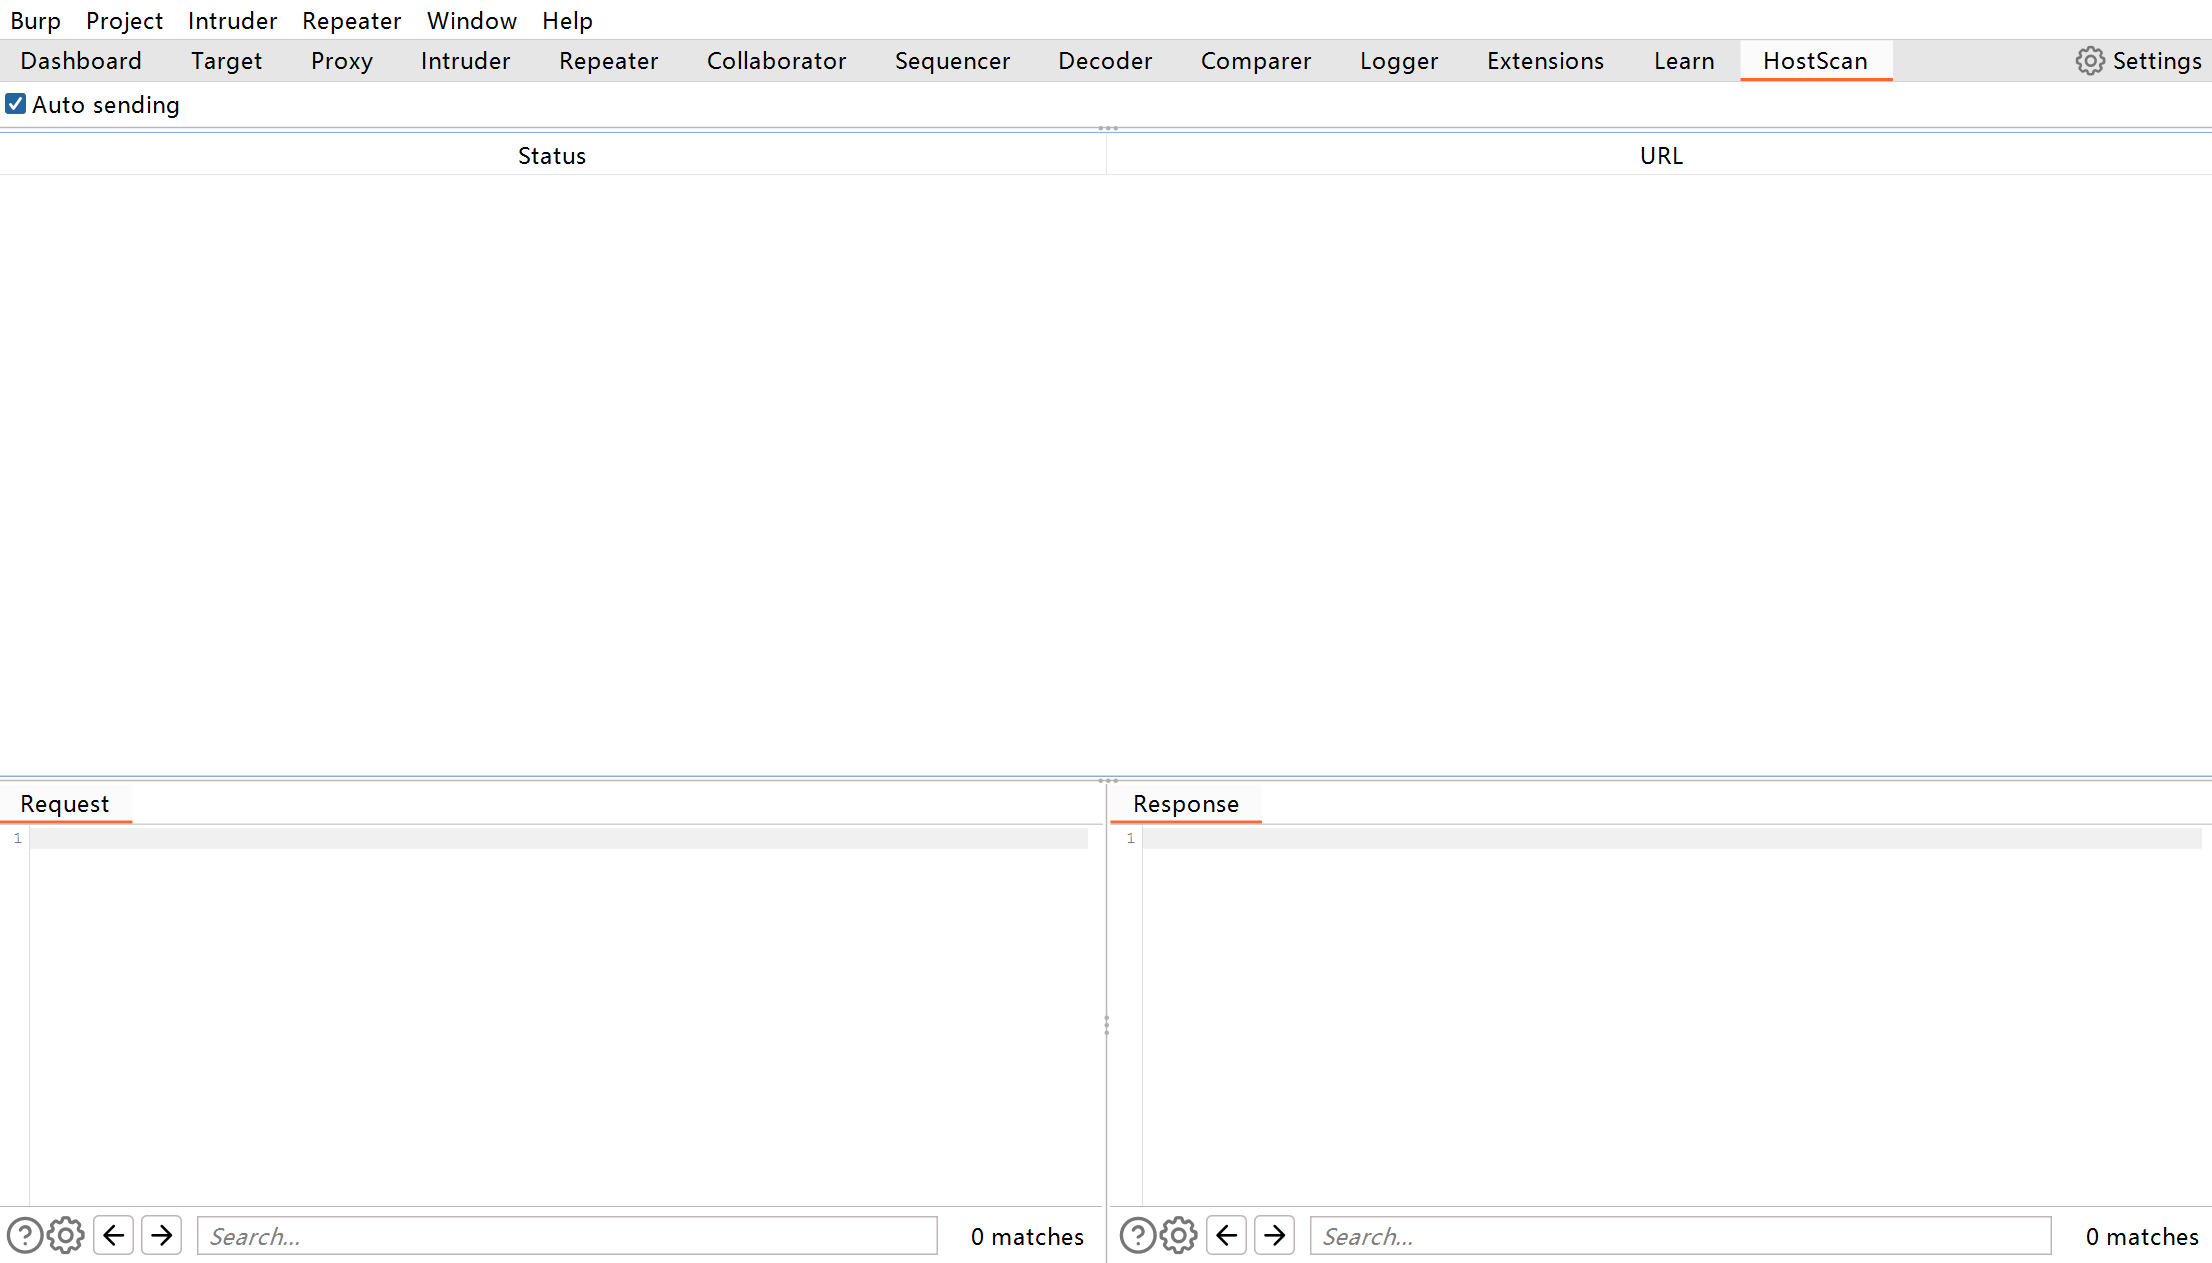 Burp Project Intruder Repeater Window Help
Dashboard Target Proxy Intruder Repeater Collaborator Sequencer Decoder Comparer Logger Extensions Learn HostScan Settings
Auto sending
Status URL
Request Response
1 1
Search... 0 matches Search... 0 matches